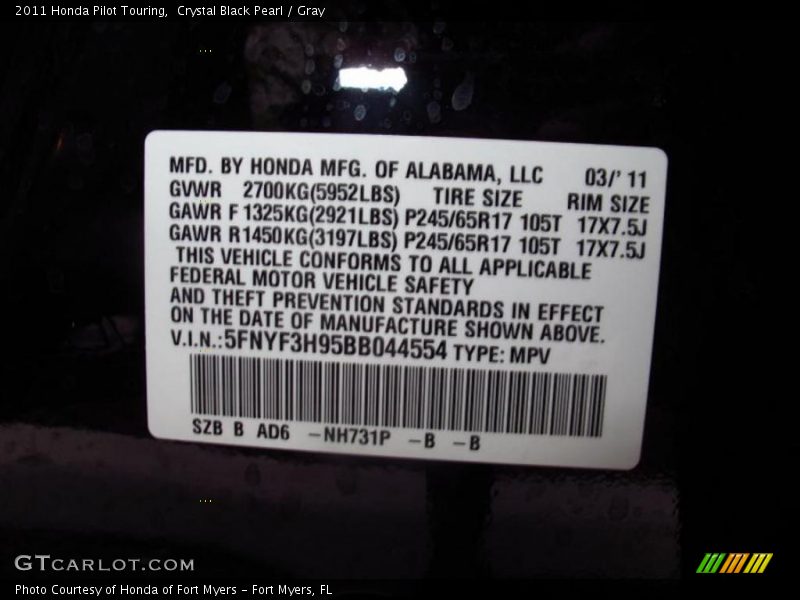 2011 Honda Pilot Touring,  Crystal Black Pearl / Gray
MFD. BY HONDA MFG. OF ALABAMA, LLC 03/' 11
GVWR 2700KG(5952LBS) TIRE SIZE RIM SIZE
GAWR F 1325KG(2921LBS) P245/65R17 105T 17X7.5J
GAWR R1450KG(3197LBS) P245/65R17 105T 17X7.5J
THIS VEHICLE CONFORMS TO ALL APPLICABLE
FEDERAL MOTOR VEHICLE SAFETY
AND THEFT PREVENTION STANDARDS IN EFFECT
ON THE DATE OF MANUFACTURE SHOWN ABOVE.
V.I.N.:5FNYF3H95BB044554 TYPE: MPV
SZB B AD6 –NH731P –B –B
GTCARLOT.COM
Photo Courtesy of Honda of Fort Myers – Fort Myers, FL